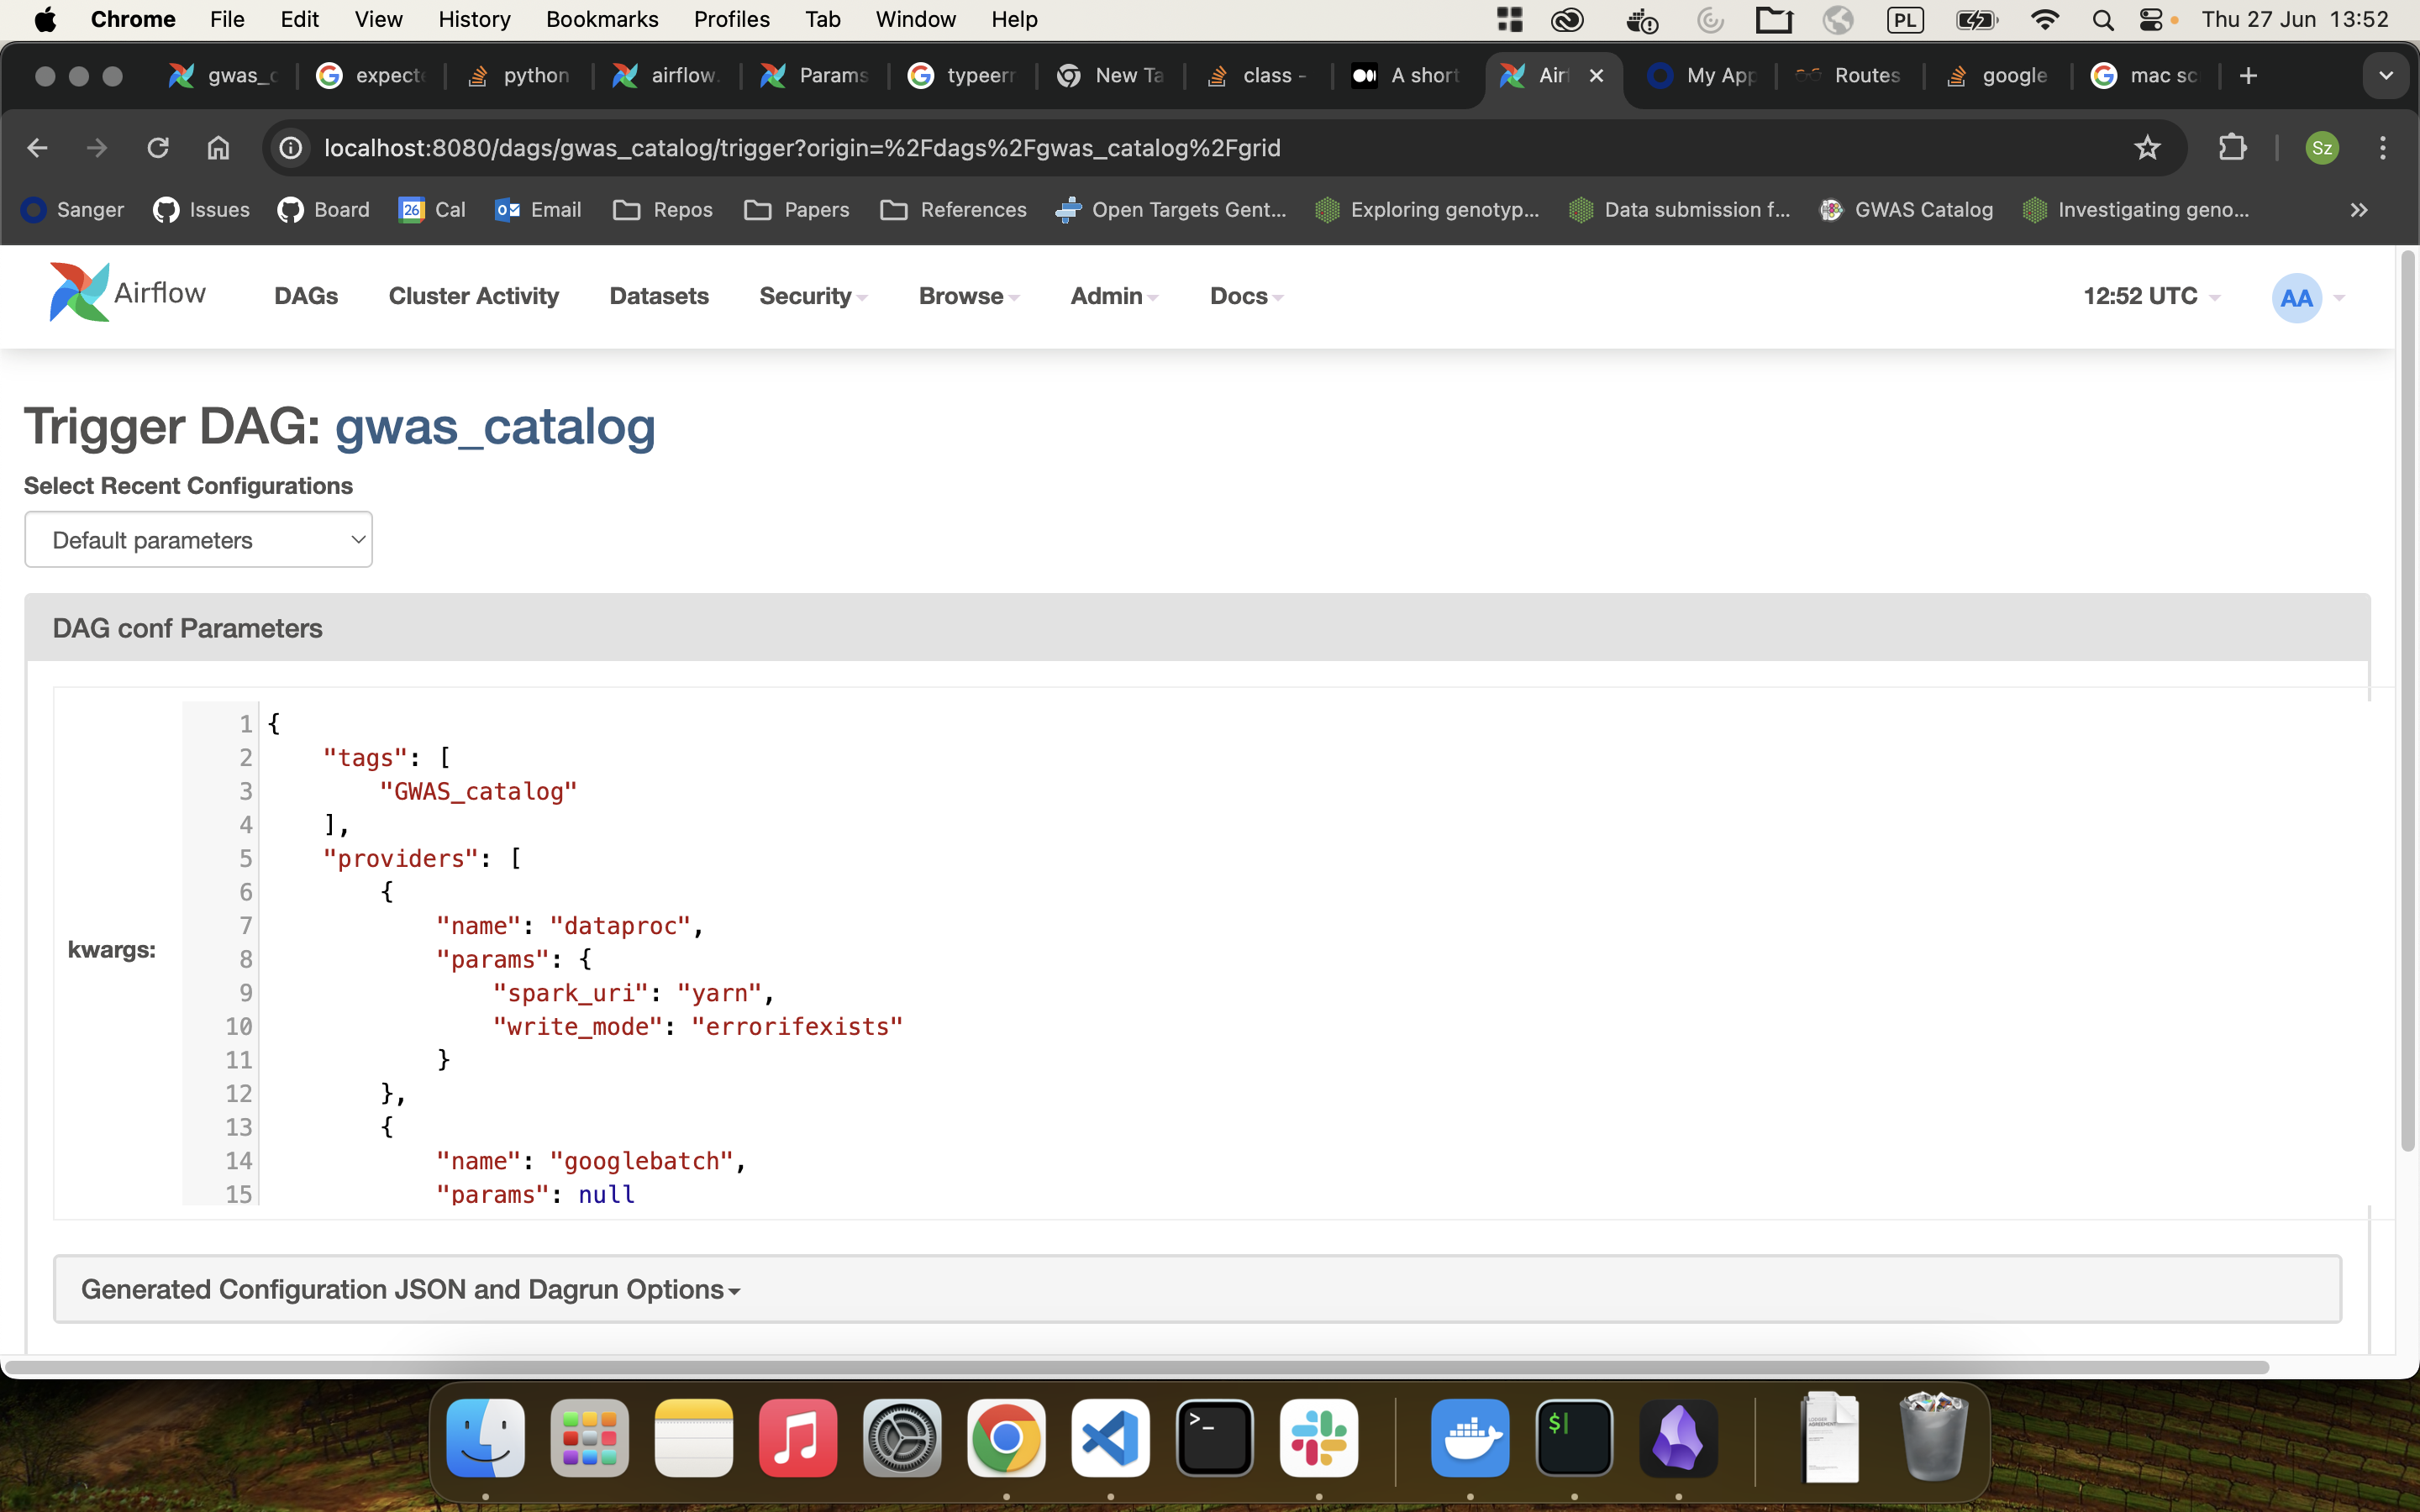 Chrome File Edit View History Bookmarks Profiles Tab Window Help PL Thu 27 Jun 13:52
gwas_c expecte python airflow. Params typeerr New Ta class - A short Air My App Routes google mac sc
localhost:8080/dags/gwas_catalog/trigger?origin=%2Fdags%2Fgwas_catalog%2Fgrid Sz
Sanger Issues Board 26 Cal Email Repos Papers References Open Targets Gent... Exploring genotyp... Data submission f... GWAS Catalog Investigating geno... »
Airflow DAGs Cluster Activity Datasets Security Browse Admin Docs 12:52 UTC AA
Trigger DAG: gwas_catalog
Select Recent Configurations
Default parameters
DAG conf Parameters
kwargs:
1 {
2 "tags": [
3 "GWAS_catalog"
4 ],
5 "providers": [
6 {
7 "name": "dataproc",
8 "params": {
9 "spark_uri": "yarn",
10 "write_mode": "errorifexists"
11 }
12 },
13 {
14 "name": "googlebatch",
15 "params": null
Generated Configuration JSON and Dagrun Options